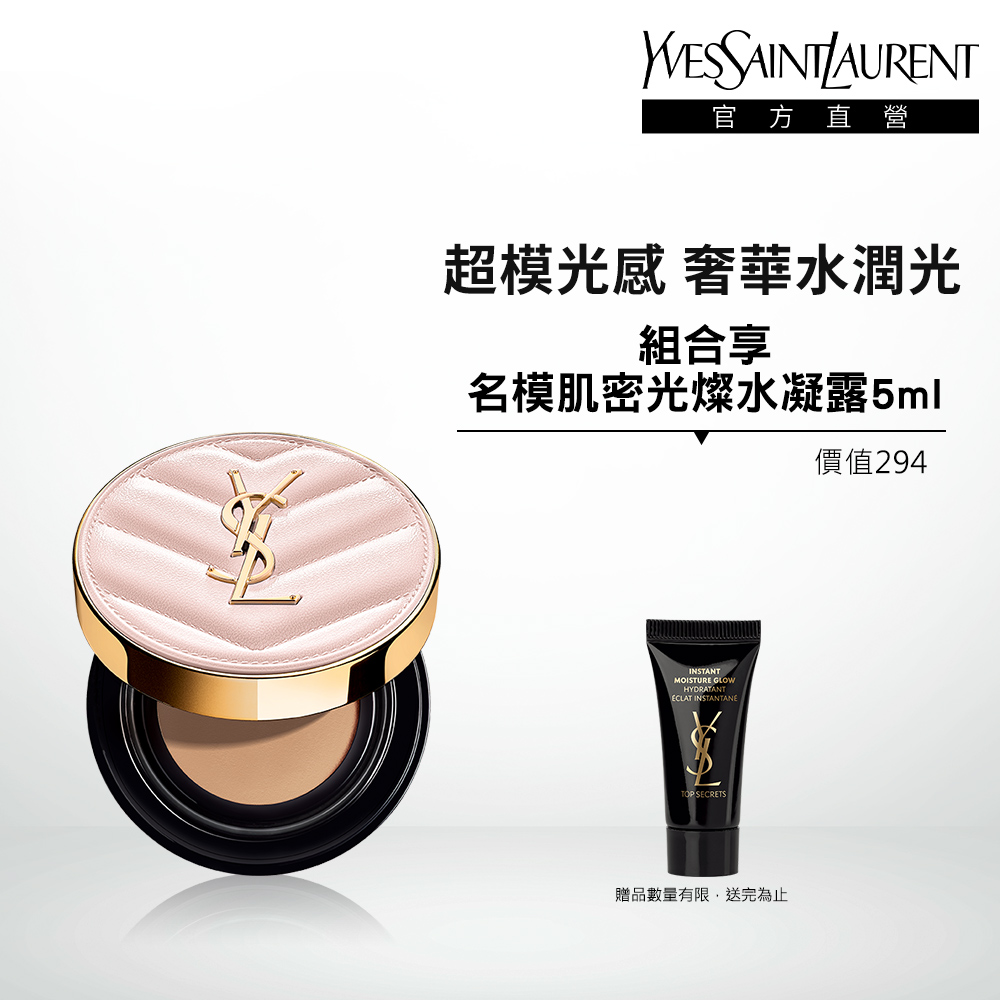 YVESSAINTLAURENT
官方直營
超模光感 奢華水潤光
組合享
名模肌密光燦水凝露5ml
價值294
YSL
INSTANT
MOISTURE GLOW
HYDRATANT
ÉCLAT INSTANTANÉ
YSL
TOP SECRETS
贈品數量有限，送完為止